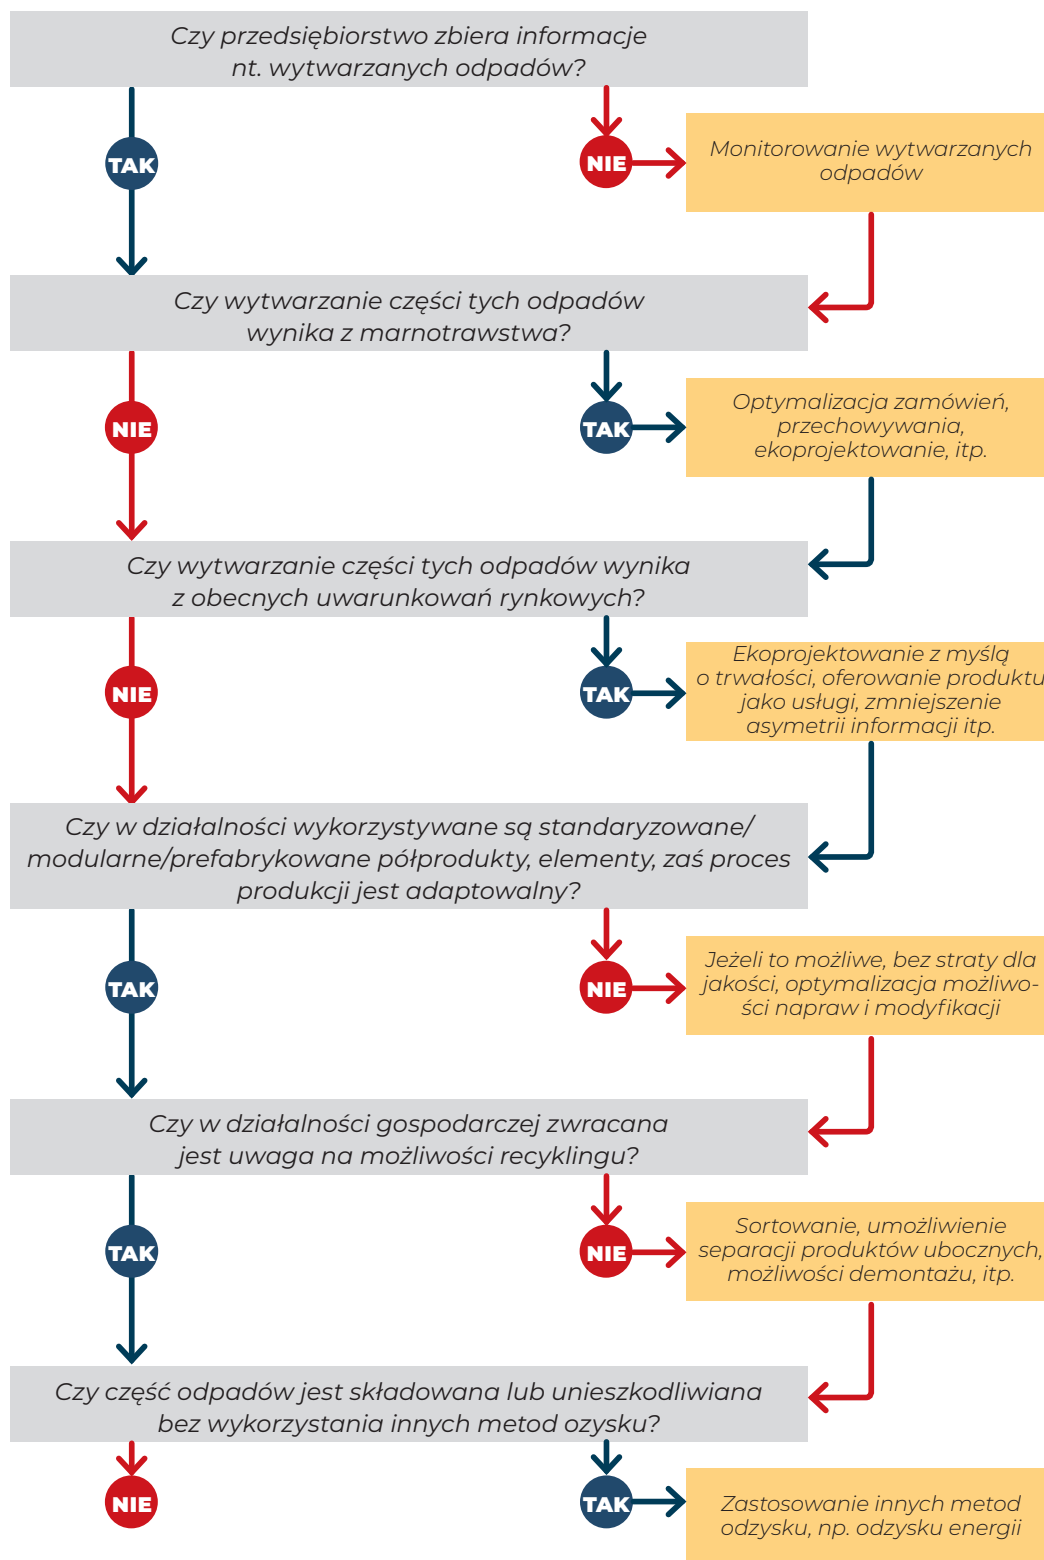 Czy przedsiębiorstwo zbiera informacje
nt. wytwarzanych odpadów?
TAK
NIE
Monitorowanie wytwarzanych
odpadów
Czy wytwarzanie części tych odpadów
wynika z marnotrawstwa?
NIE
TAK
Optymalizacja zamówień,
przechowywania,
ekoprojektowanie, itp.
Czy wytwarzanie części tych odpadów wynika
z obecnych uwarunkowań rynkowych?
NIE
TAK
Ekoprojektowanie z myślą
o trwałości, oferowanie produktu
jako usługi, zmniejszenie
asymetrii informacji itp.
Czy w działalności wykorzystywane są standaryzowane/
modularne/prefabrykowane półprodukty, elementy, zaś proces
produkcji jest adaptowalny?
TAK
NIE
Jeżeli to możliwe, bez straty dla
jakości, optymalizacja możliwo-
ści napraw i modyfikacji
Czy w działalności gospodarczej zwracana
jest uwaga na możliwości recyklingu?
TAK
NIE
Sortowanie, umożliwienie
separacji produktów ubocznych,
możliwości demontażu, itp.
Czy część odpadów jest składowana lub unieszkodliwiana
bez wykorzystania innych metod ozysku?
NIE
TAK
Zastosowanie innych metod
odzysku, np. odzysku energii